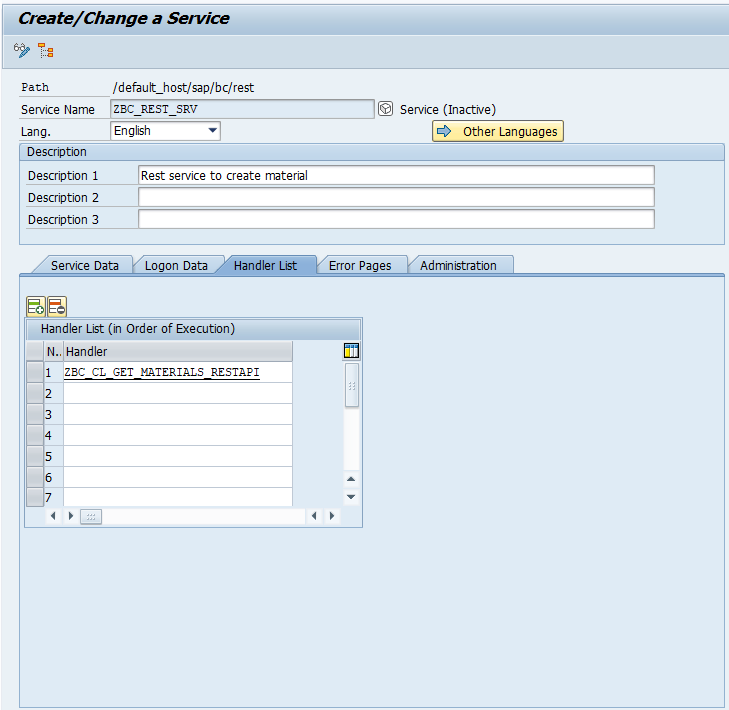 Create/Change a Service
Path /default_host/sap/bc/rest
Service Name ZBC_REST_SRV Service (Inactive)
Lang. English Other Languages
Description
Description 1 Rest service to create material
Description 2
Description 3
Service Data Logon Data Handler List Error Pages Administration
Handler List (in Order of Execution)
N.. Handler
1 ZBC_CL_GET_MATERIALS_RESTAPI
2
3
4
5
6
7